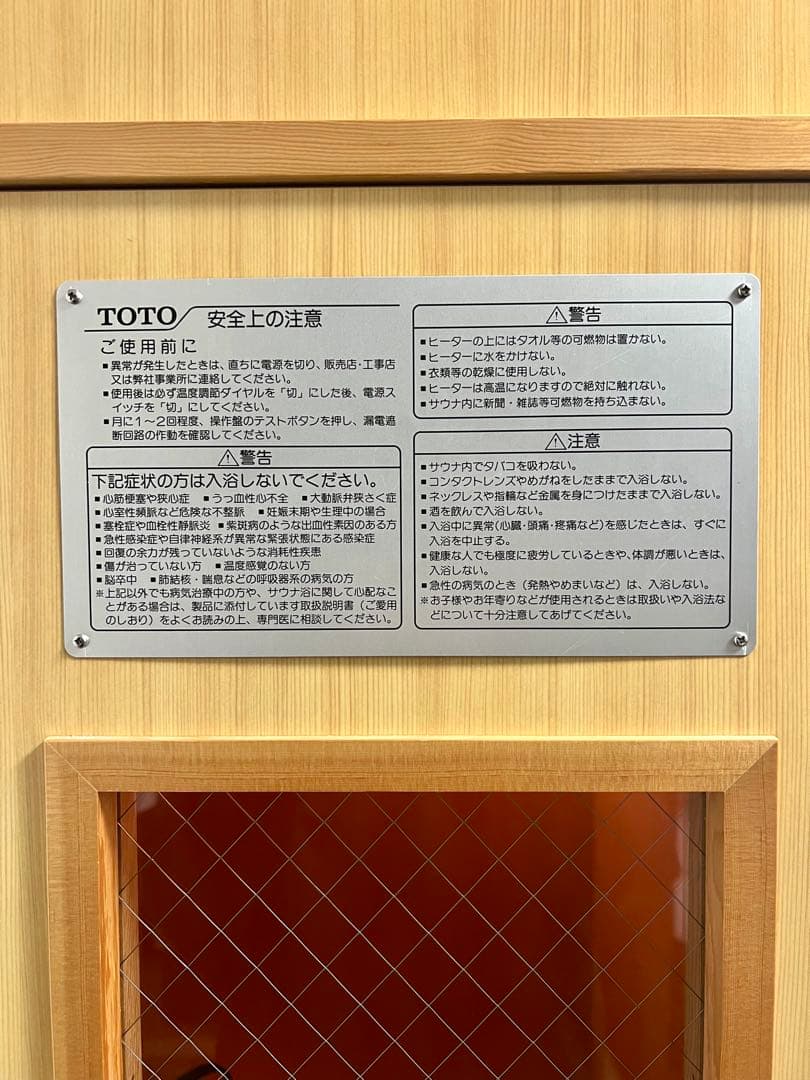 TOTO 安全上の注意
ご使用前に
■異常が発生したときは、直ちに電源を切り、販売店・工事店
又は弊社事業所に連絡してください。
■使用後は必ず温度調節ダイヤルを「切」にした後、電源ス
イッチを「切」にしてください。
■月に1〜2回程度、操作盤のテストボタンを押し、漏電遮
断回路の作動を確認してください。
⚠警告
下記症状の方は入浴しないでください。
■心筋梗塞や狭心症 ■うっ血性心不全 ■大動脈弁狭さく症
■心室性頻脈など危険な不整脈 ■妊娠末期や生理中の場合
■塞栓症や血栓性静脈炎 ■紫斑病のような出血性素因のある方
■急性感染症や自律神経系が異常な緊張状態にある感染症
■回復の余力が残っていないような消耗性疾患
■傷が治っていない方 ■温度感覚のない方
■脳卒中 ■肺結核・喘息などの呼吸器系の病気の方
※上記以外でも病気治療中の方や、サウナ浴に関して心配なこ
とがある場合は、製品に添付しています取扱説明書（ご愛用
のしおり）をよくお読みの上、専門医に相談してください。
⚠警告
■ヒーターの上にはタオル等の可燃物は置かない。
■ヒーターに水をかけない。
■衣類等の乾燥に使用しない。
■ヒーターは高温になりますので絶対に触れない。
■サウナ内に新聞・雑誌等可燃物を持ち込まない。
⚠注意
■サウナ内でタバコを吸わない。
■コンタクトレンズやめがねをしたままで入浴しない。
■ネックレスや指輪など金属を身につけたままで入浴しない。
■酒を飲んで入浴しない。
■入浴中に異常（心臓・頭痛・疼痛など）を感じたときは、すぐに
入浴を中止する。
■健康な人でも極度に疲労しているときや、体調が悪いときは、
入浴しない。
■急性の病気のとき（発熱やめまいなど）は、入浴しない。
※お子様やお年寄りなどが使用されるときは取扱いや入浴法な
どについて十分注意してあげてください。